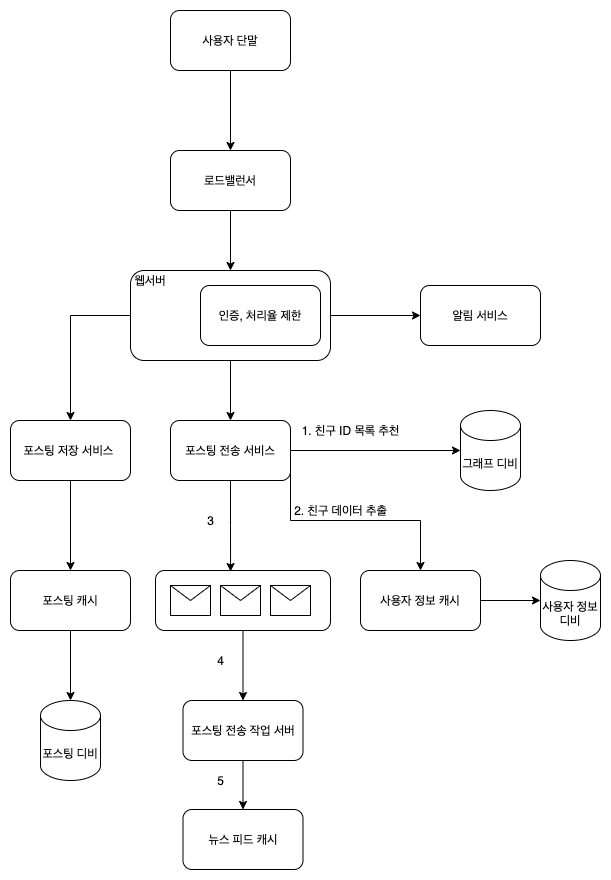 사용자 단말
로드밸런서
웹서버
인증, 처리율 제한
알림 서비스
포스팅 저장 서비스
포스팅 전송 서비스
1. 친구 ID 목록 추천
그래프 디비
2. 친구 데이터 추출
3
포스팅 캐시
사용자 정보 캐시
사용자 정보
디비
4
포스팅 전송 작업 서버
포스팅 디비
5
뉴스 피드 캐시